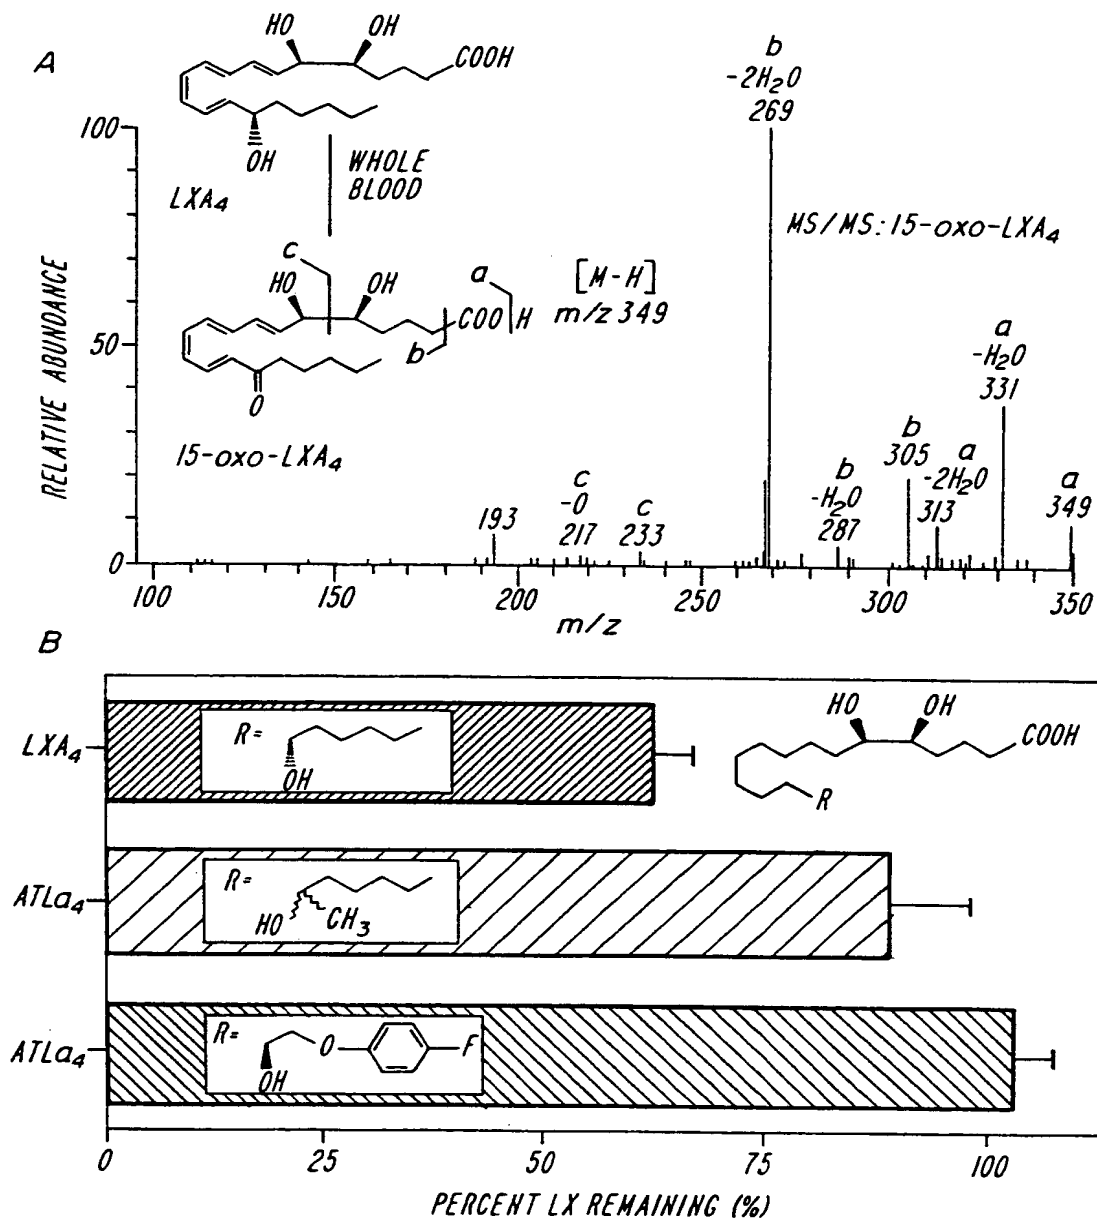 A
HO OH
COOH
OH
LXA4
WHOLE
BLOOD
c
HO OH
a
COO H
b
O
15-oxo-LXA4
[M-H]
m/z 349
MS/MS: 15-oxo-LXA4
b
-2H2O
269
a
-H2O
331
b
305
a
-2H2O
313
a
349
b
-H2O
287
c
233
c
-O
217
193
RELATIVE ABUNDANCE
100
50
0
100 150 200 250 300 350
m/z
B
LXA4
R=
OH
HO OH
COOH
R
ATLa4
R=
HO CH3
ATLa4
R=
O F
OH
0 25 50 75 100
PERCENT LX REMAINING (%)